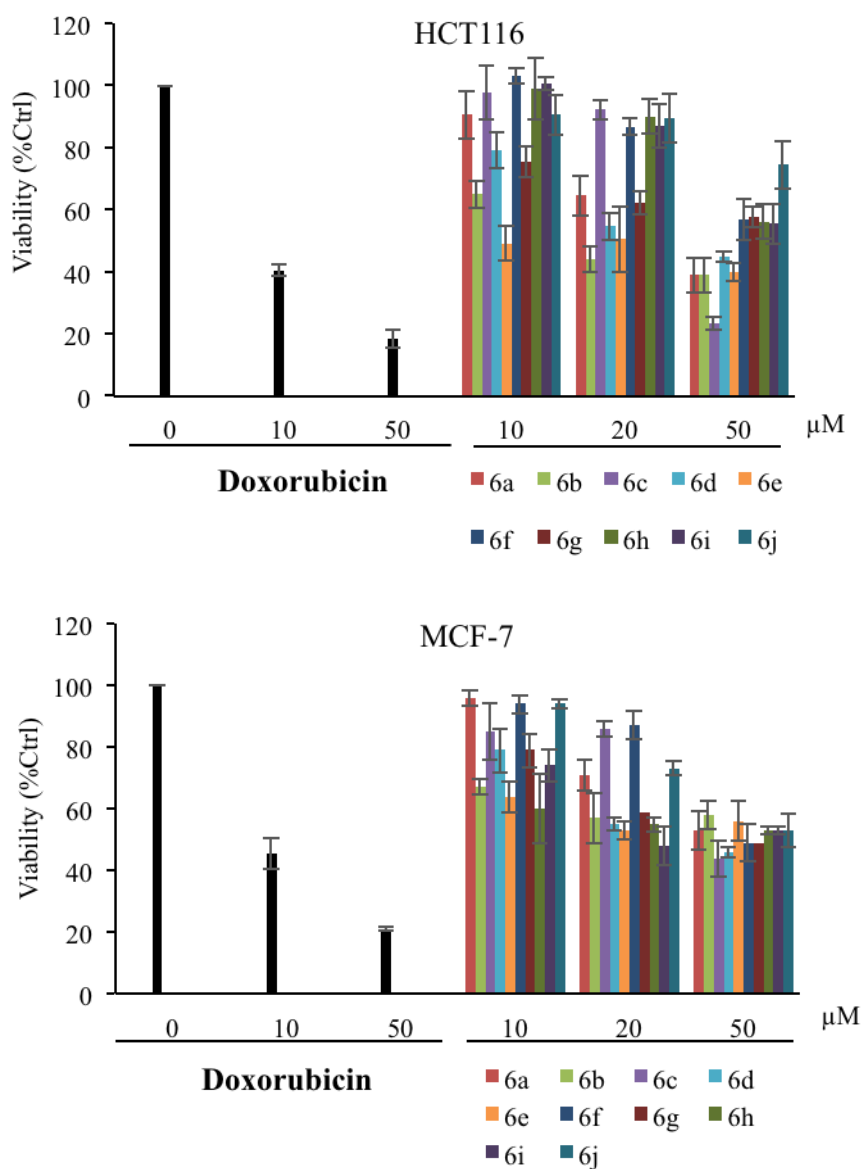 HCT116
Viability (%Ctrl)
120
100
80
60
40
20
0
0 10 50 10 20 50 µM
Doxorubicin
6a 6b 6c 6d 6e
6f 6g 6h 6i 6j
MCF-7
Viability (%Ctrl)
120
100
80
60
40
20
0
0 10 50 10 20 50 µM
Doxorubicin
6a 6b 6c 6d
6e 6f 6g 6h
6i 6j